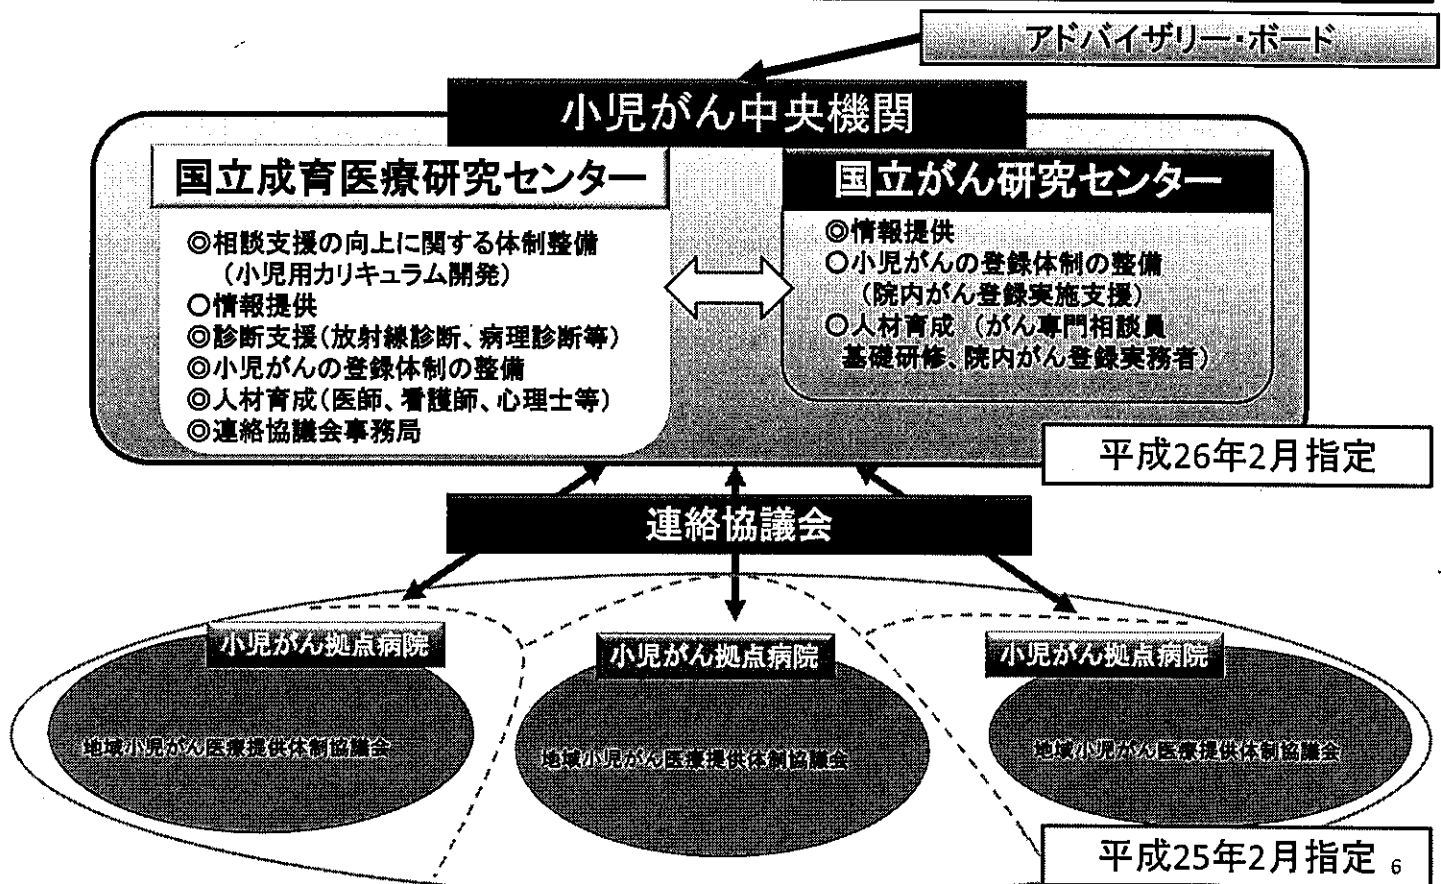 アドバイザリー・ボード
小児がん中央機関
国立成育医療研究センター
◎相談支援の向上に関する体制整備
（小児用カリキュラム開発）
○情報提供
◎診断支援（放射線診断、病理診断等）
◎小児がんの登録体制の整備
◎人材育成（医師、看護師、心理士等）
◎連絡協議会事務局
国立がん研究センター
◎情報提供
○小児がんの登録体制の整備
（院内がん登録実施支援）
○人材育成 （がん専門相談員
基礎研修、院内がん登録実務者）
平成26年2月指定
連絡協議会
小児がん拠点病院
小児がん拠点病院
小児がん拠点病院
地域小児がん医療提供体制協議会
地域小児がん医療提供体制協議会
地域小児がん医療提供体制協議会
平成25年2月指定
6